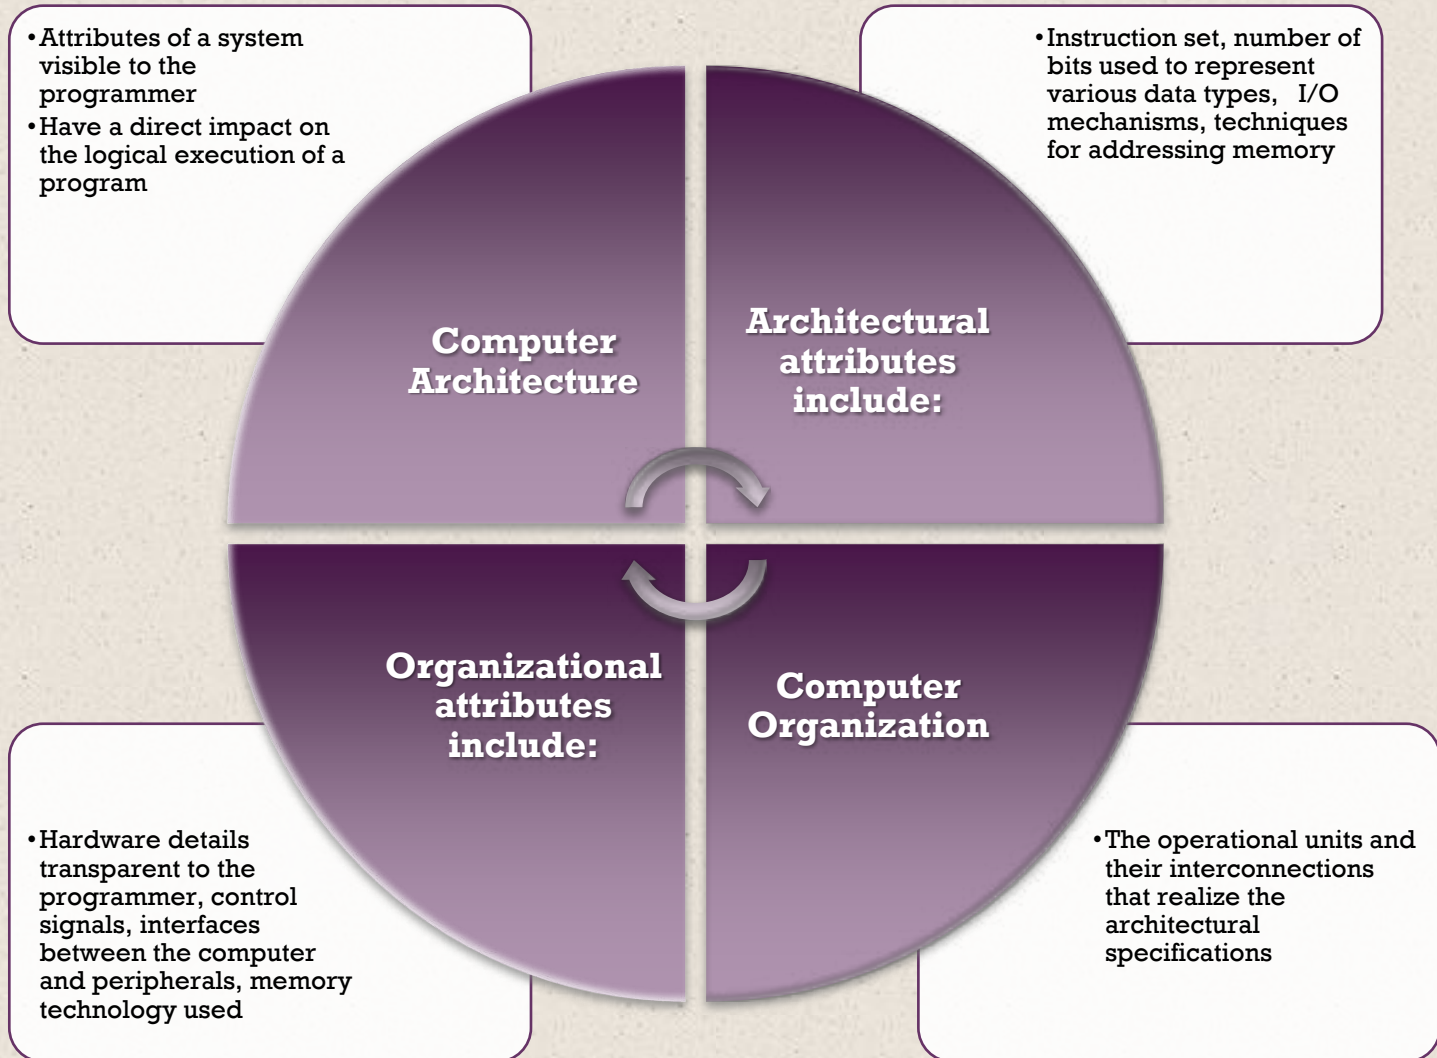 •Attributes of a system
visible to the
programmer
•Have a direct impact on
the logical execution of a
program
•Instruction set, number of
bits used to represent
various data types, I/O
mechanisms, techniques
for addressing memory
Computer
Architecture
Architectural
attributes
include:
Organizational
attributes
include:
Computer
Organization
•Hardware details
transparent to the
programmer, control
signals, interfaces
between the computer
and peripherals, memory
technology used
•The operational units and
their interconnections
that realize the
architectural
specifications